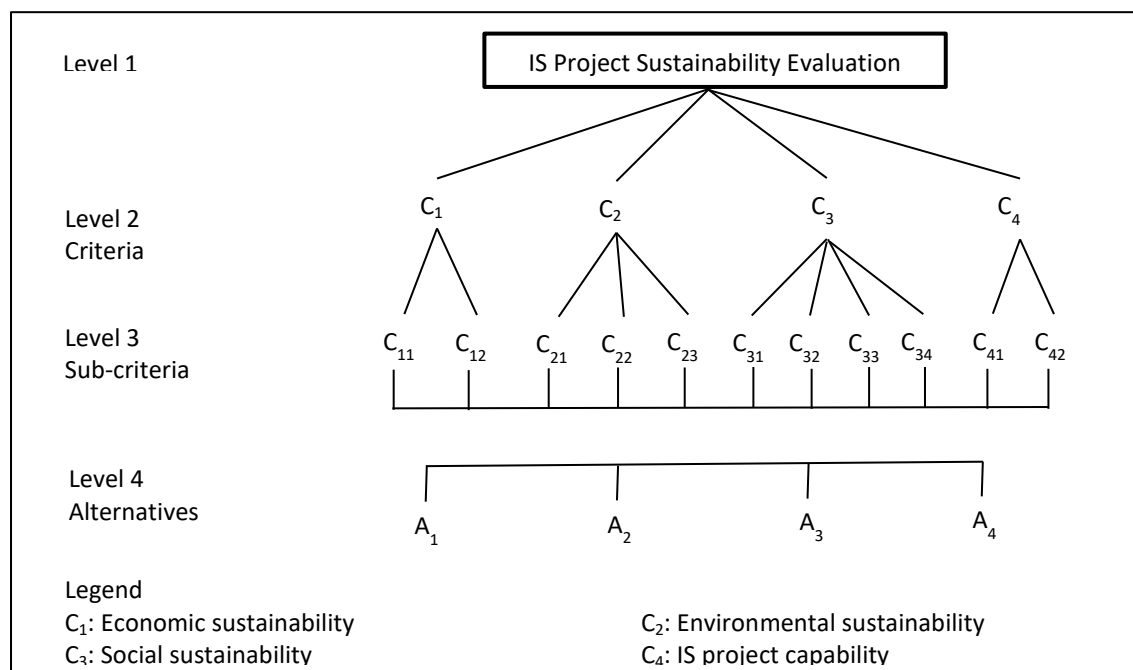 Level 1
IS Project Sustainability Evaluation
Level 2
Criteria
C₁ C₂ C₃ C₄
Level 3
Sub-criteria
C₁₁ C₁₂ C₂₁ C₂₂ C₂₃ C₃₁ C₃₂ C₃₃ C₃₄ C₄₁ C₄₂
Level 4
Alternatives
A₁ A₂ A₃ A₄
Legend
C₁: Economic sustainability C₂: Environmental sustainability
C₃: Social sustainability C₄: IS project capability